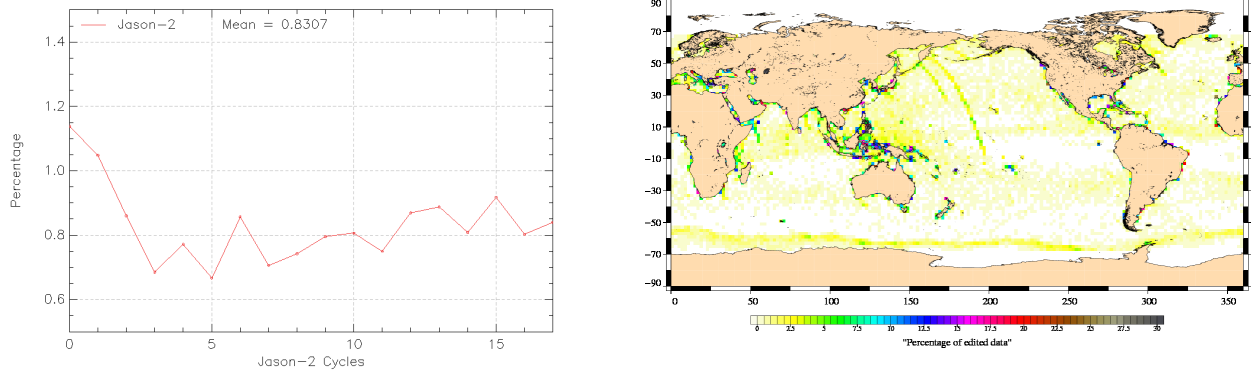 Jason-2 Mean = 0.8307
1.4
1.2
1.0
0.8
0.6
Percentage
0 5 10 15
Jason-2 Cycles
90
70
50
30
10
-10
-30
-50
-70
-90
0 50 100 150 200 250 300 350
0 2.5 5 7.5 10 12.5 15 17.5 20 22.5 25 27.5 30
"Percentage of edited data"